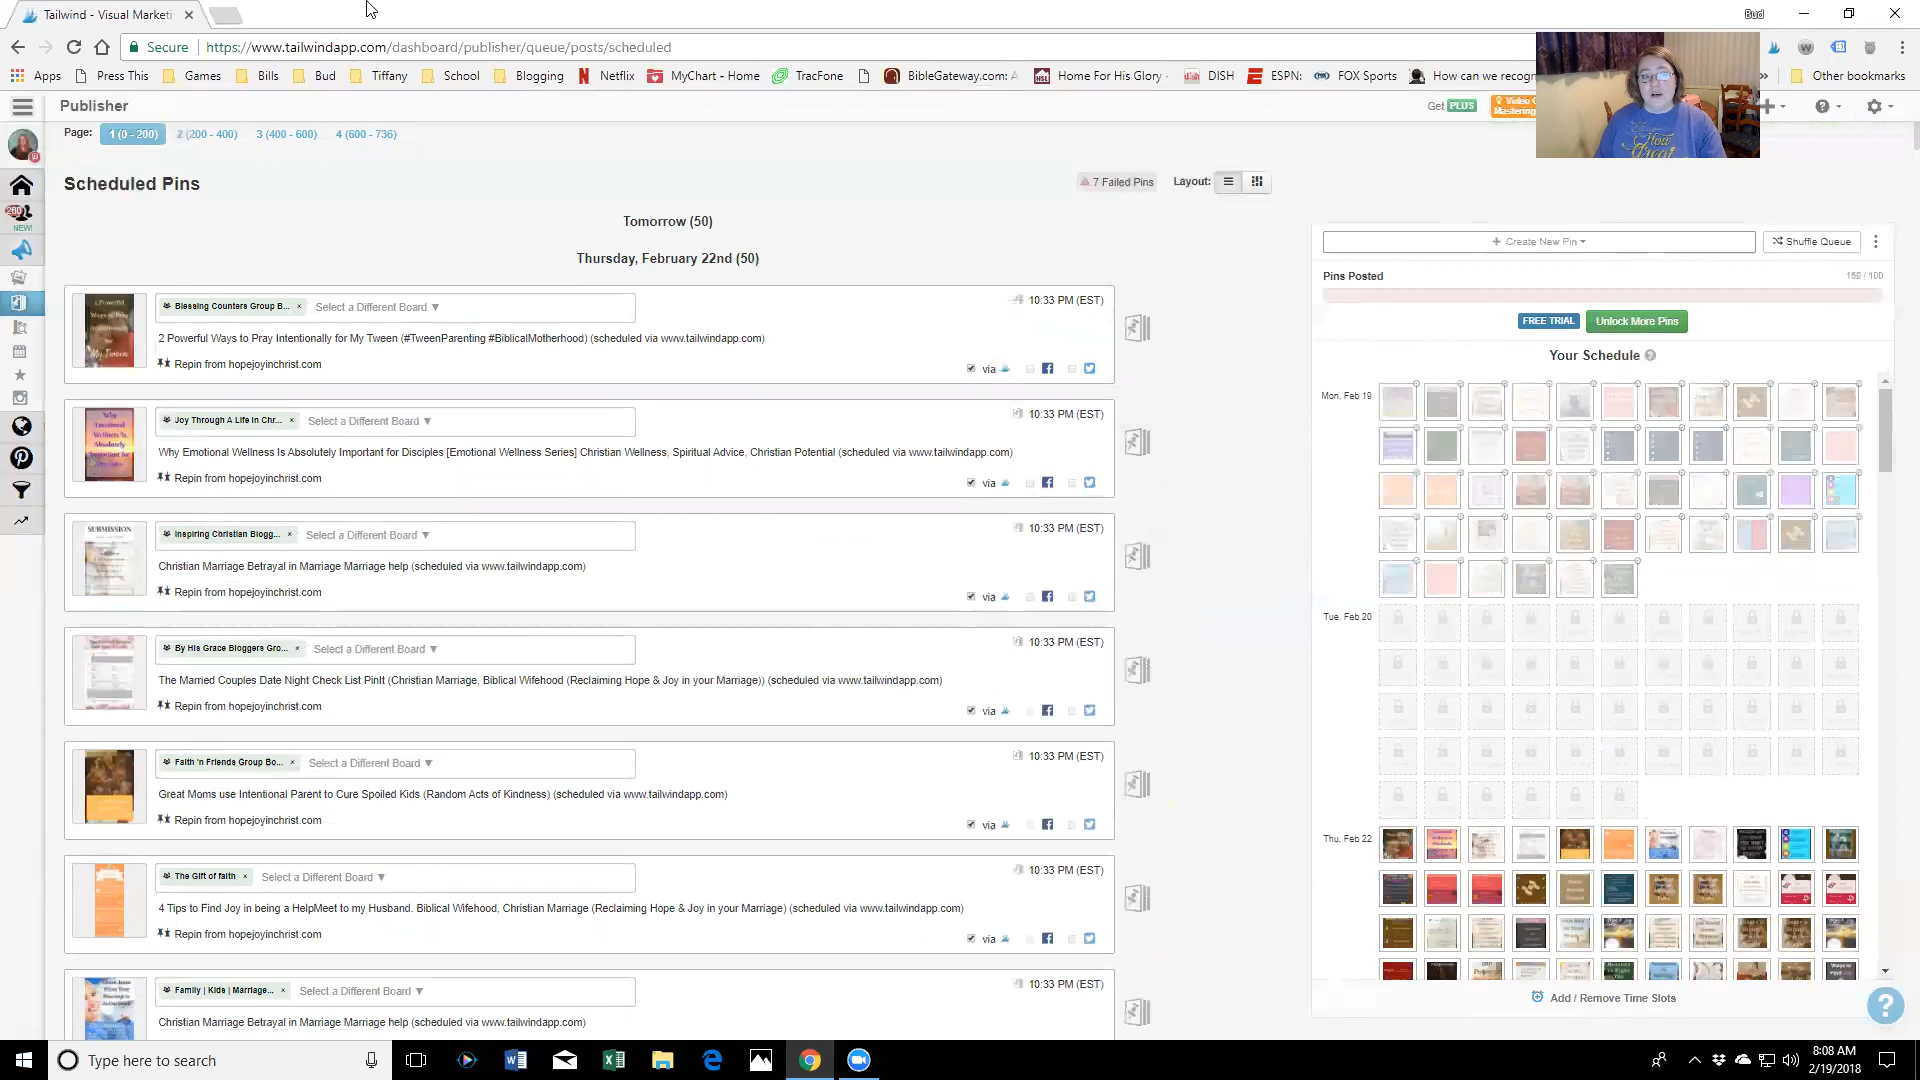 Tailwind - Visual Marketi
Bud
Secure
https://www.tailwindapp.com/dashboard/publisher/queue/posts/scheduled
Apps Press This Games Bills Bud Tiffany School Blogging Netflix MyChart - Home TracFone BibleGateway.com: A Home For His Glory - DISH ESPN: FOX Sports How can we recogn Other bookmarks
Publisher
Get PLUS
Video
Mastering
Page: 1 (0 - 200) 2 (200 - 400) 3 (400 - 600) 4 (600 - 736)
Scheduled Pins
7 Failed Pins Layout:
260
NEW!
Tomorrow (50)
Thursday, February 22nd (50)
Blessing Counters Group B... × Select a Different Board ▼
10:33 PM (EST)
2 Powerful Ways to Pray Intentionally for My Tween (#TweenParenting #BiblicalMotherhood) (scheduled via www.tailwindapp.com)
Repin from hopejoyinchrist.com
via
Joy Through A Life In Chr... × Select a Different Board ▼
10:33 PM (EST)
Why Emotional Wellness Is Absolutely Important for Disciples [Emotional Wellness Series] Christian Wellness, Spiritual Advice, Christian Potential (scheduled via www.tailwindapp.com)
Repin from hopejoyinchrist.com
via
SUBMISSION
Inspiring Christian Blogg... × Select a Different Board ▼
10:33 PM (EST)
Christian Marriage Betrayal in Marriage Marriage help (scheduled via www.tailwindapp.com)
Repin from hopejoyinchrist.com
via
By His Grace Bloggers Gro... × Select a Different Board ▼
10:33 PM (EST)
The Married Couples Date Night Check List PinIt (Christian Marriage, Biblical Wifehood (Reclaiming Hope & Joy in your Marriage)) (scheduled via www.tailwindapp.com)
Repin from hopejoyinchrist.com
via
Faith 'n Friends Group Bo... × Select a Different Board ▼
10:33 PM (EST)
Great Moms use Intentional Parent to Cure Spoiled Kids (Random Acts of Kindness) (scheduled via www.tailwindapp.com)
Repin from hopejoyinchrist.com
via
The Gift of faith × Select a Different Board ▼
10:33 PM (EST)
4 Tips to Find Joy in being a HelpMeet to my Husband. Biblical Wifehood, Christian Marriage (Reclaiming Hope & Joy in your Marriage) (scheduled via www.tailwindapp.com)
Repin from hopejoyinchrist.com
via
Family | Kids | Marriage... × Select a Different Board ▼
10:33 PM (EST)
Christian Marriage Betrayal in Marriage Marriage help (scheduled via www.tailwindapp.com)
How
Great
+ Create New Pin
Shuffle Queue
Pins Posted
150 / 100
FREE TRIAL Unlock More Pins
Your Schedule
Mon, Feb 19
Tue, Feb 20
Thu, Feb 22
Add / Remove Time Slots
Type here to search
8:08 AM
2/19/2018